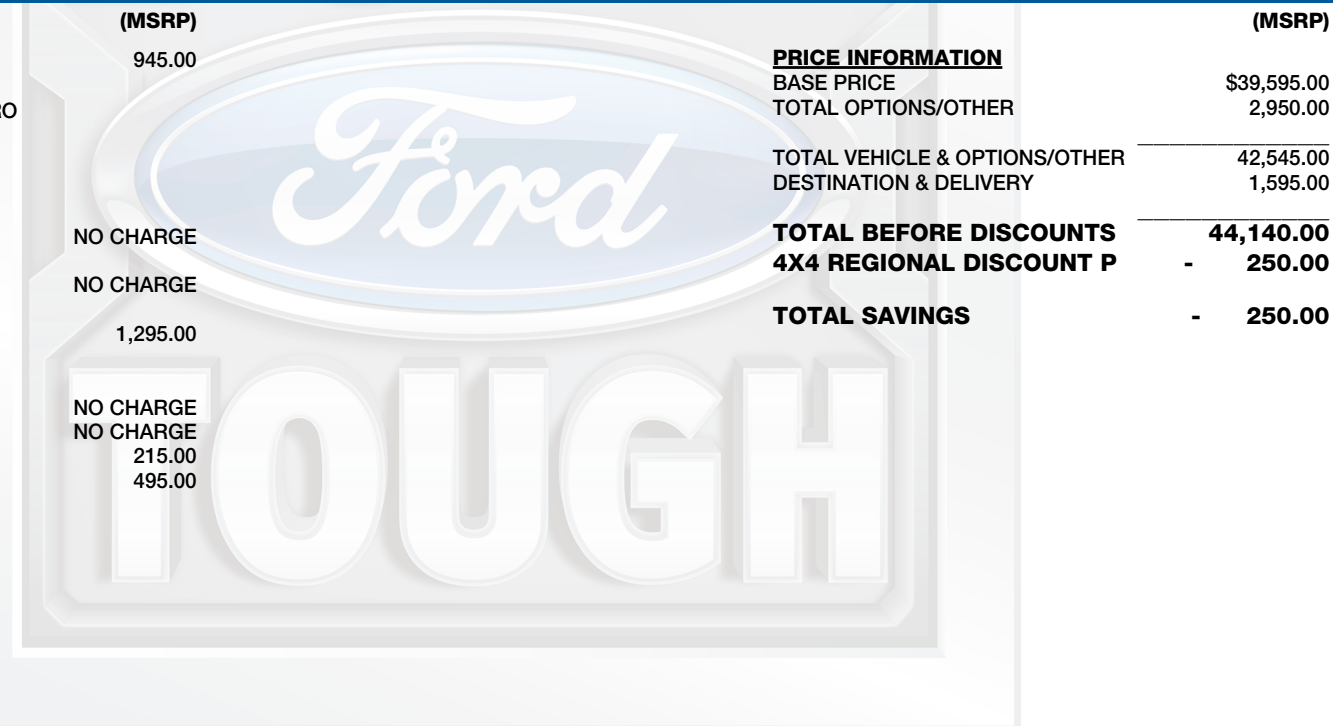 (MSRP)
945.00
RO
NO CHARGE
NO CHARGE
1,295.00
NO CHARGE
NO CHARGE
215.00
495.00
Ford
TOUGH
(MSRP)
PRICE INFORMATION
BASE PRICE $39,595.00
TOTAL OPTIONS/OTHER 2,950.00
TOTAL VEHICLE & OPTIONS/OTHER 42,545.00
DESTINATION & DELIVERY 1,595.00
TOTAL BEFORE DISCOUNTS 44,140.00
4X4 REGIONAL DISCOUNT P - 250.00
TOTAL SAVINGS - 250.00